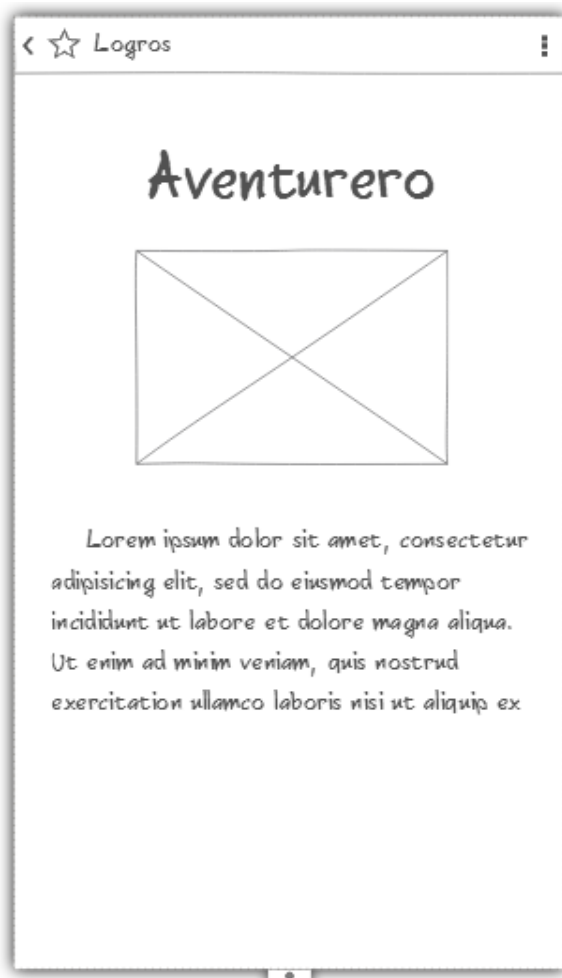 Logros
Aventurero
Lorem ipsum dolor sit amet, consectetur
adipisicing elit, sed do eiusmod tempor
incididunt ut labore et dolore magna aliqua.
Ut enim ad minim veniam, quis nostrud
exercitation ullamco laboris nisi ut aliquip ex